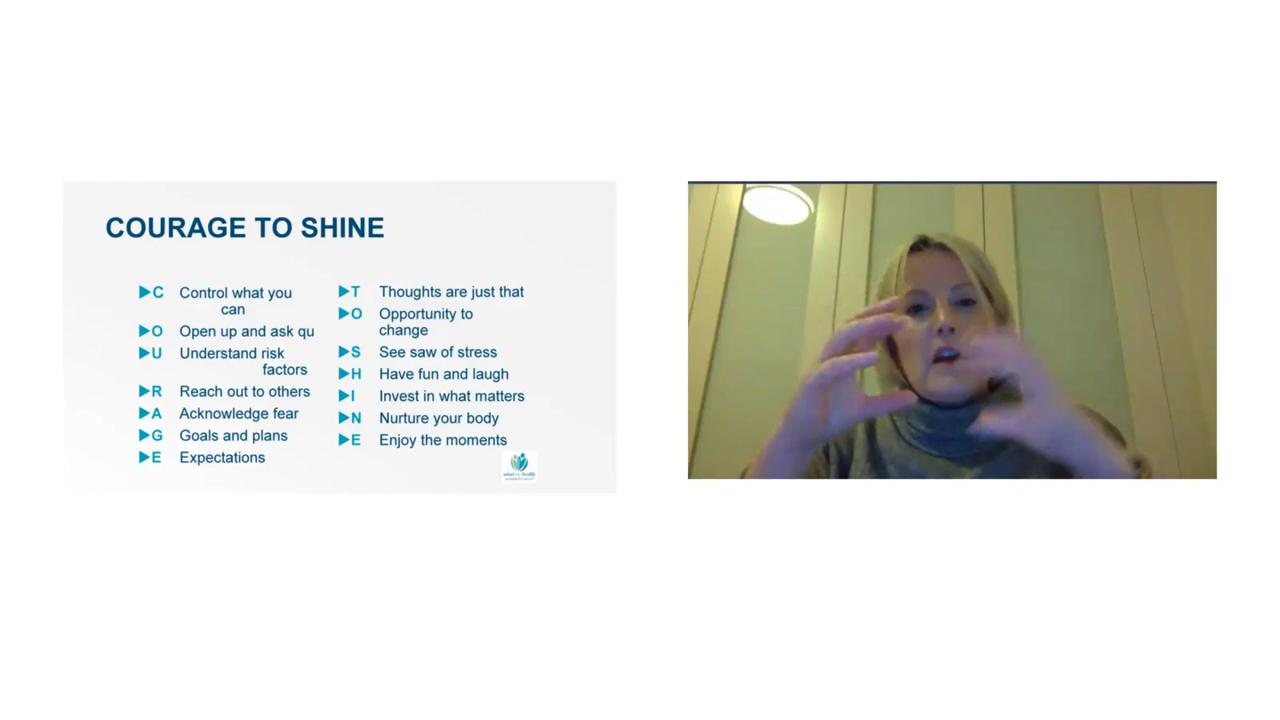 COURAGE TO SHINE
▶C Control what you
can
▶O Open up and ask qu
▶U Understand risk
factors
▶R Reach out to others
▶A Acknowledge fear
▶G Goals and plans
▶E Expectations
▶T Thoughts are just that
▶O Opportunity to
change
▶S See saw of stress
▶H Have fun and laugh
▶I Invest in what matters
▶N Nurture your body
▶E Enjoy the moments